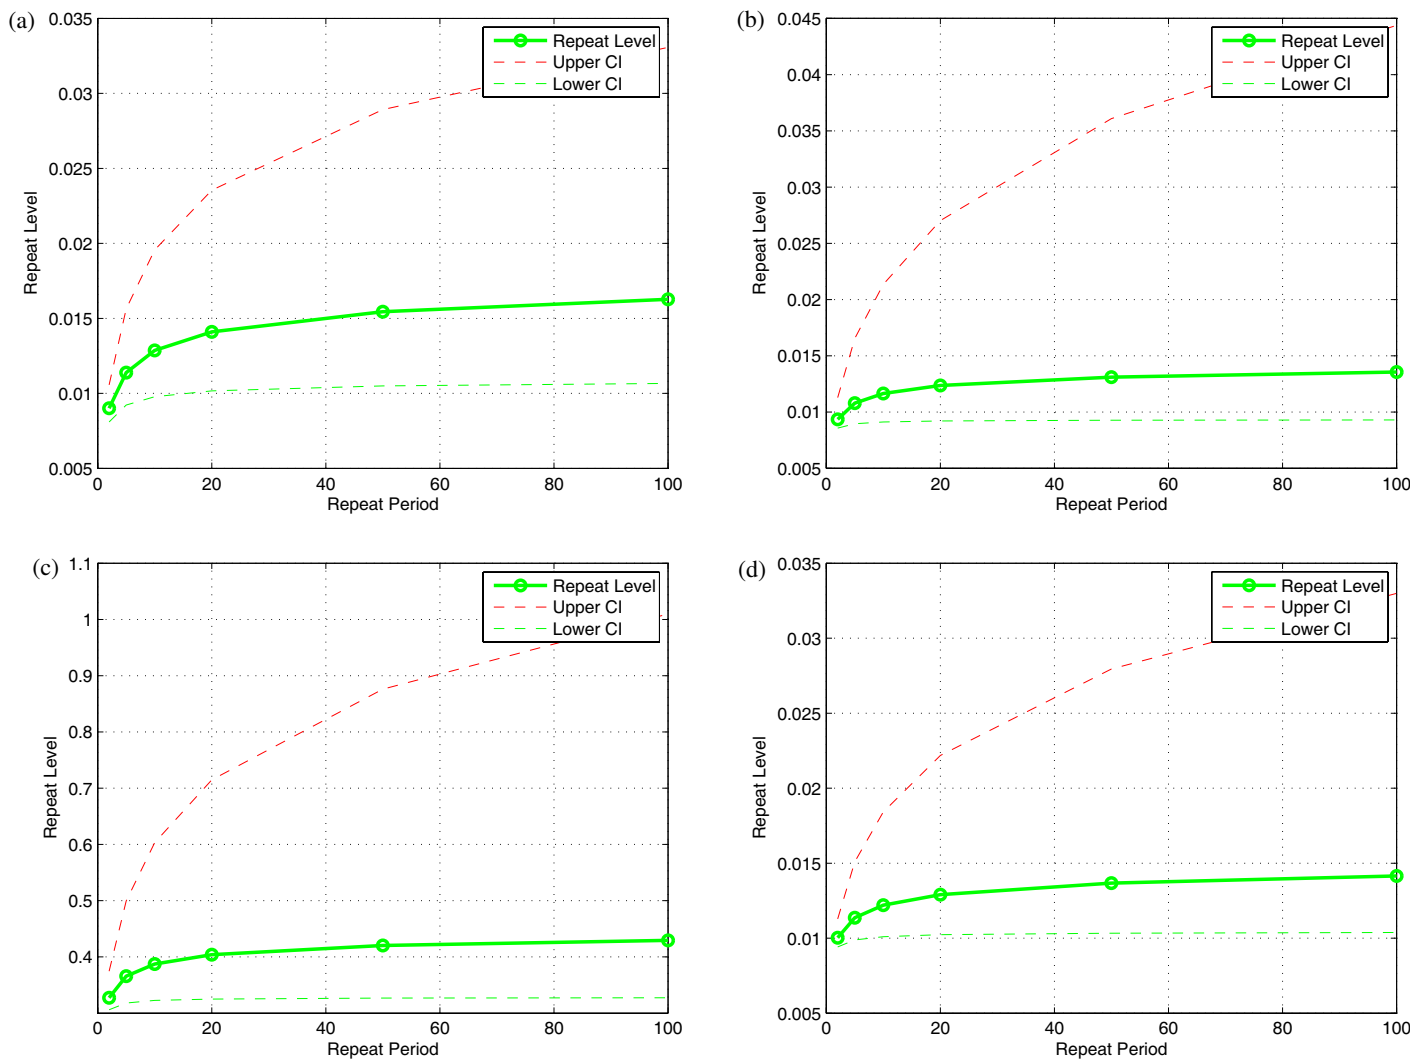 (a)
0.035
0.03
0.025
0.02
0.015
0.01
0.005
Repeat Level
0 20 40 60 80 100
Repeat Period
Repeat Level
Upper CI
Lower CI
(b)
0.045
0.04
0.035
0.03
0.025
0.02
0.015
0.01
0.005
Repeat Level
0 20 40 60 80 100
Repeat Period
Repeat Level
Upper CI
Lower CI
(c)
1.1
1
0.9
0.8
0.7
0.6
0.5
0.4
Repeat Level
0 20 40 60 80 100
Repeat Period
Repeat Level
Upper CI
Lower CI
(d)
0.035
0.03
0.025
0.02
0.015
0.01
0.005
Repeat Level
0 20 40 60 80 100
Repeat Period
Repeat Level
Upper CI
Lower CI